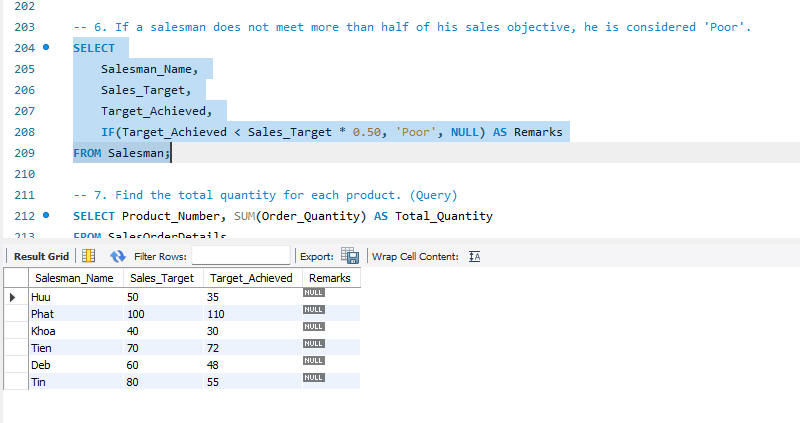 202
203 -- 6. If a salesman does not meet more than half of his sales objective, he is considered 'Poor'.
204 SELECT
205 Salesman_Name,
206 Sales_Target,
207 Target_Achieved,
208 IF(Target_Achieved < Sales_Target * 0.50, 'Poor', NULL) AS Remarks
209 FROM Salesman;
210
211 -- 7. Find the total quantity for each product. (Query)
212 SELECT Product_Number, SUM(Order_Quantity) AS Total_Quantity
213 FROM SalesOrderDetails
Result Grid Filter Rows: Export: Wrap Cell Content: IA
Salesman_Name Sales_Target Target_Achieved Remarks
Huu 50 35 NULL
Phat 100 110 NULL
Khoa 40 30 NULL
Tien 70 72 NULL
Deb 60 48 NULL
Tin 80 55 NULL